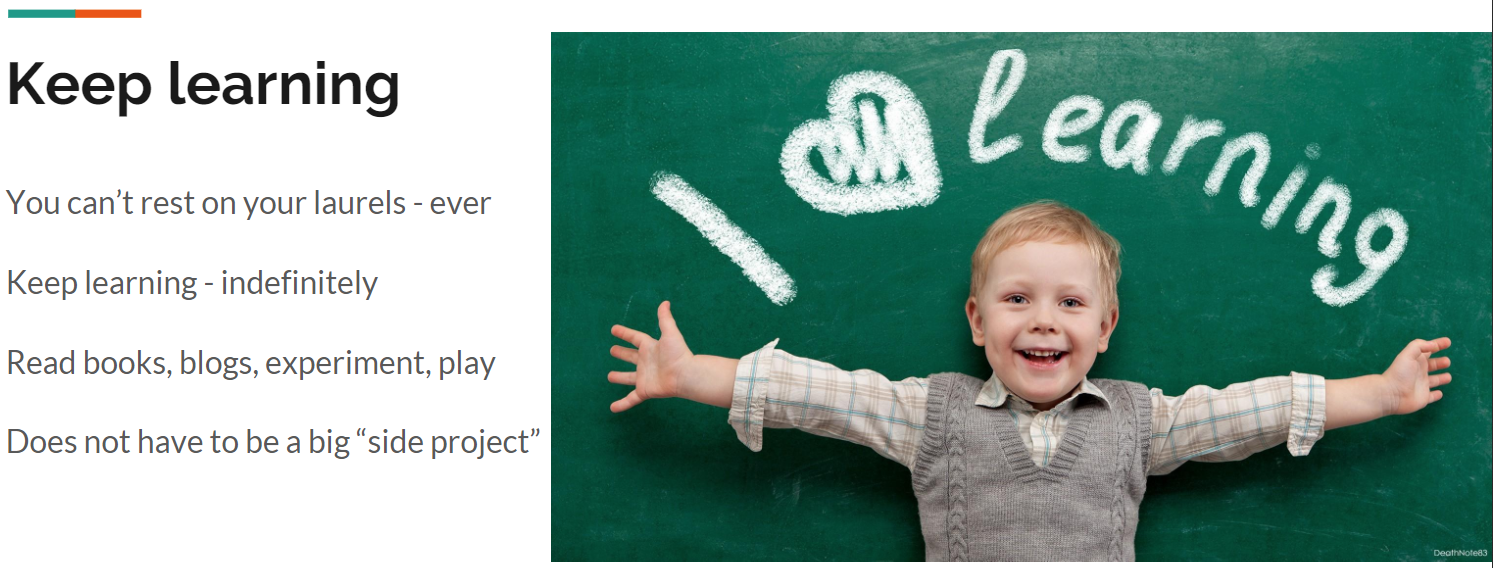 Keep learning
You can’t rest on your laurels - ever
Keep learning - indefinitely
Read books, blogs, experiment, play
Does not have to be a big “side project”
I learning
DeathNote83